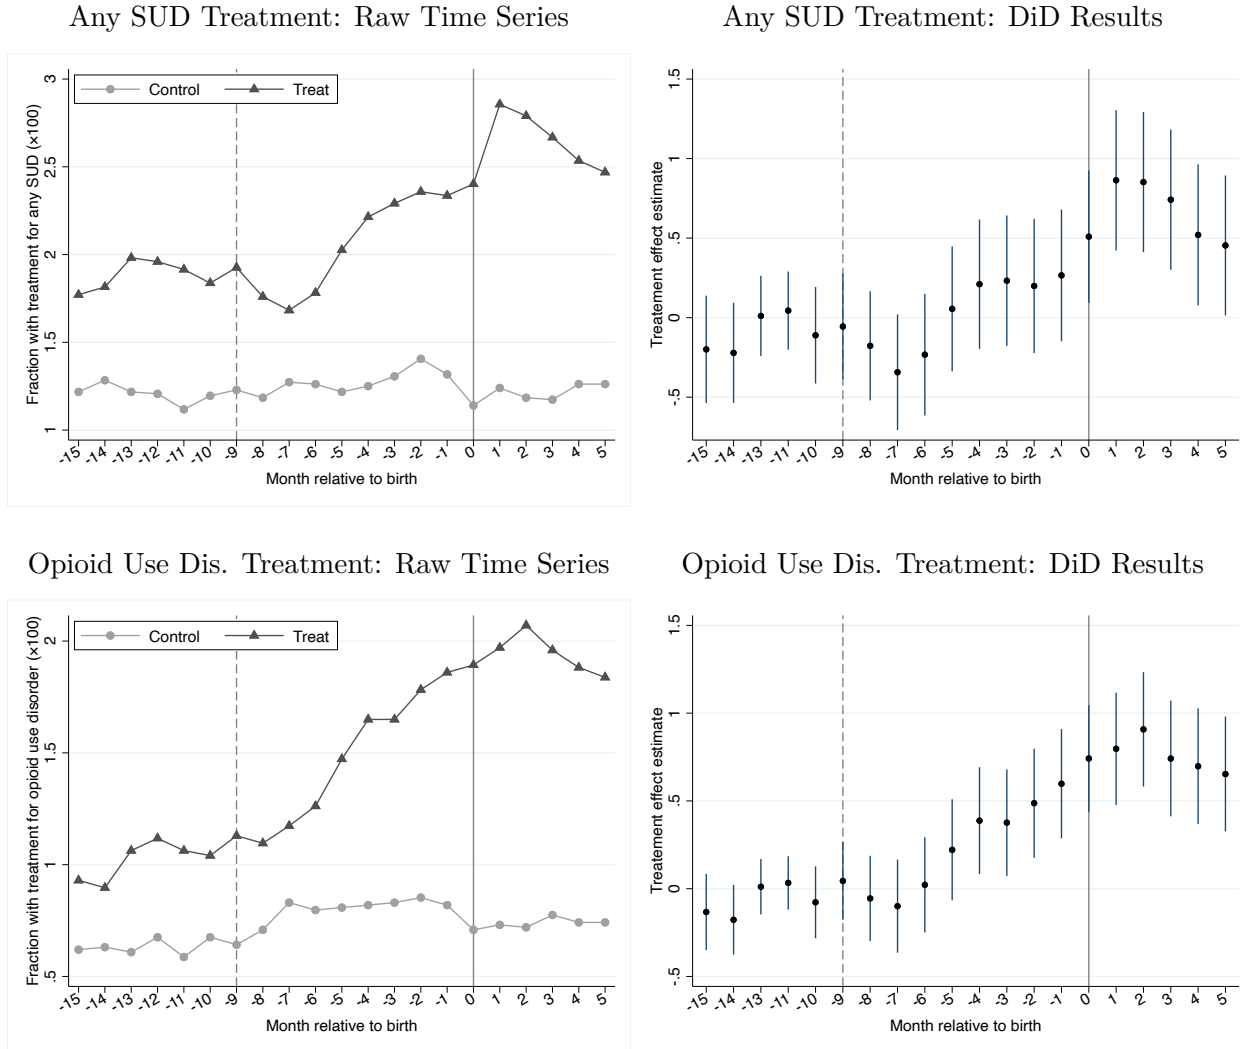 Any SUD Treatment: Raw Time Series
Fraction with treatment for any SUD (×100)
3
2.5
2
1.5
1
Control Treat
-15 -14 -13 -12 -11 -10 -9 -8 -7 -6 -5 -4 -3 -2 -1 0 1 2 3 4 5
Month relative to birth
Any SUD Treatment: DiD Results
Treatement effect estimate
1.5
1
.5
0
-.5
-15 -14 -13 -11 -10 -9 -8 -7 -6 -5 -4 -3 -2 -1 0 1 2 3 4 5
Month relative to birth
Opioid Use Dis. Treatment: Raw Time Series
Fraction with treatment for opioid use disorder (×100)
2
1.5
1
.5
Control Treat
-15 -14 -13 -12 -11 -10 -9 -8 -7 -6 -5 -4 -3 -2 -1 0 1 2 3 4 5
Month relative to birth
Opioid Use Dis. Treatment: DiD Results
Treatement effect estimate
1.5
1
.5
0
-.5
-15 -14 -13 -11 -10 -9 -8 -7 -6 -5 -4 -3 -2 -1 0 1 2 3 4 5
Month relative to birth